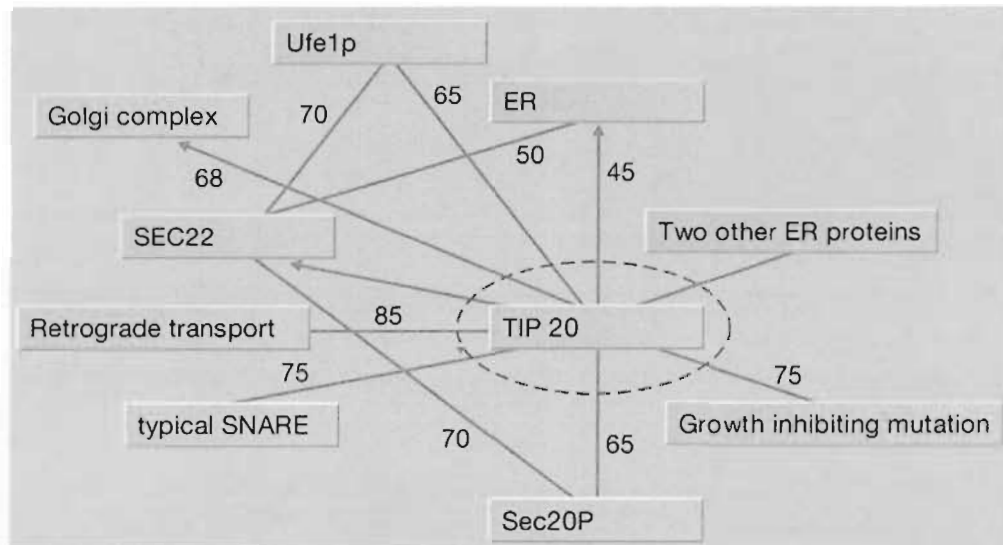 Ufe1p
65
ER
Golgi complex
70
50
45
68
SEC22
Two other ER proteins
Retrograde transport
85
TIP 20
75
75
typical SNARE
70
65
Growth inhibiting mutation
Sec20P